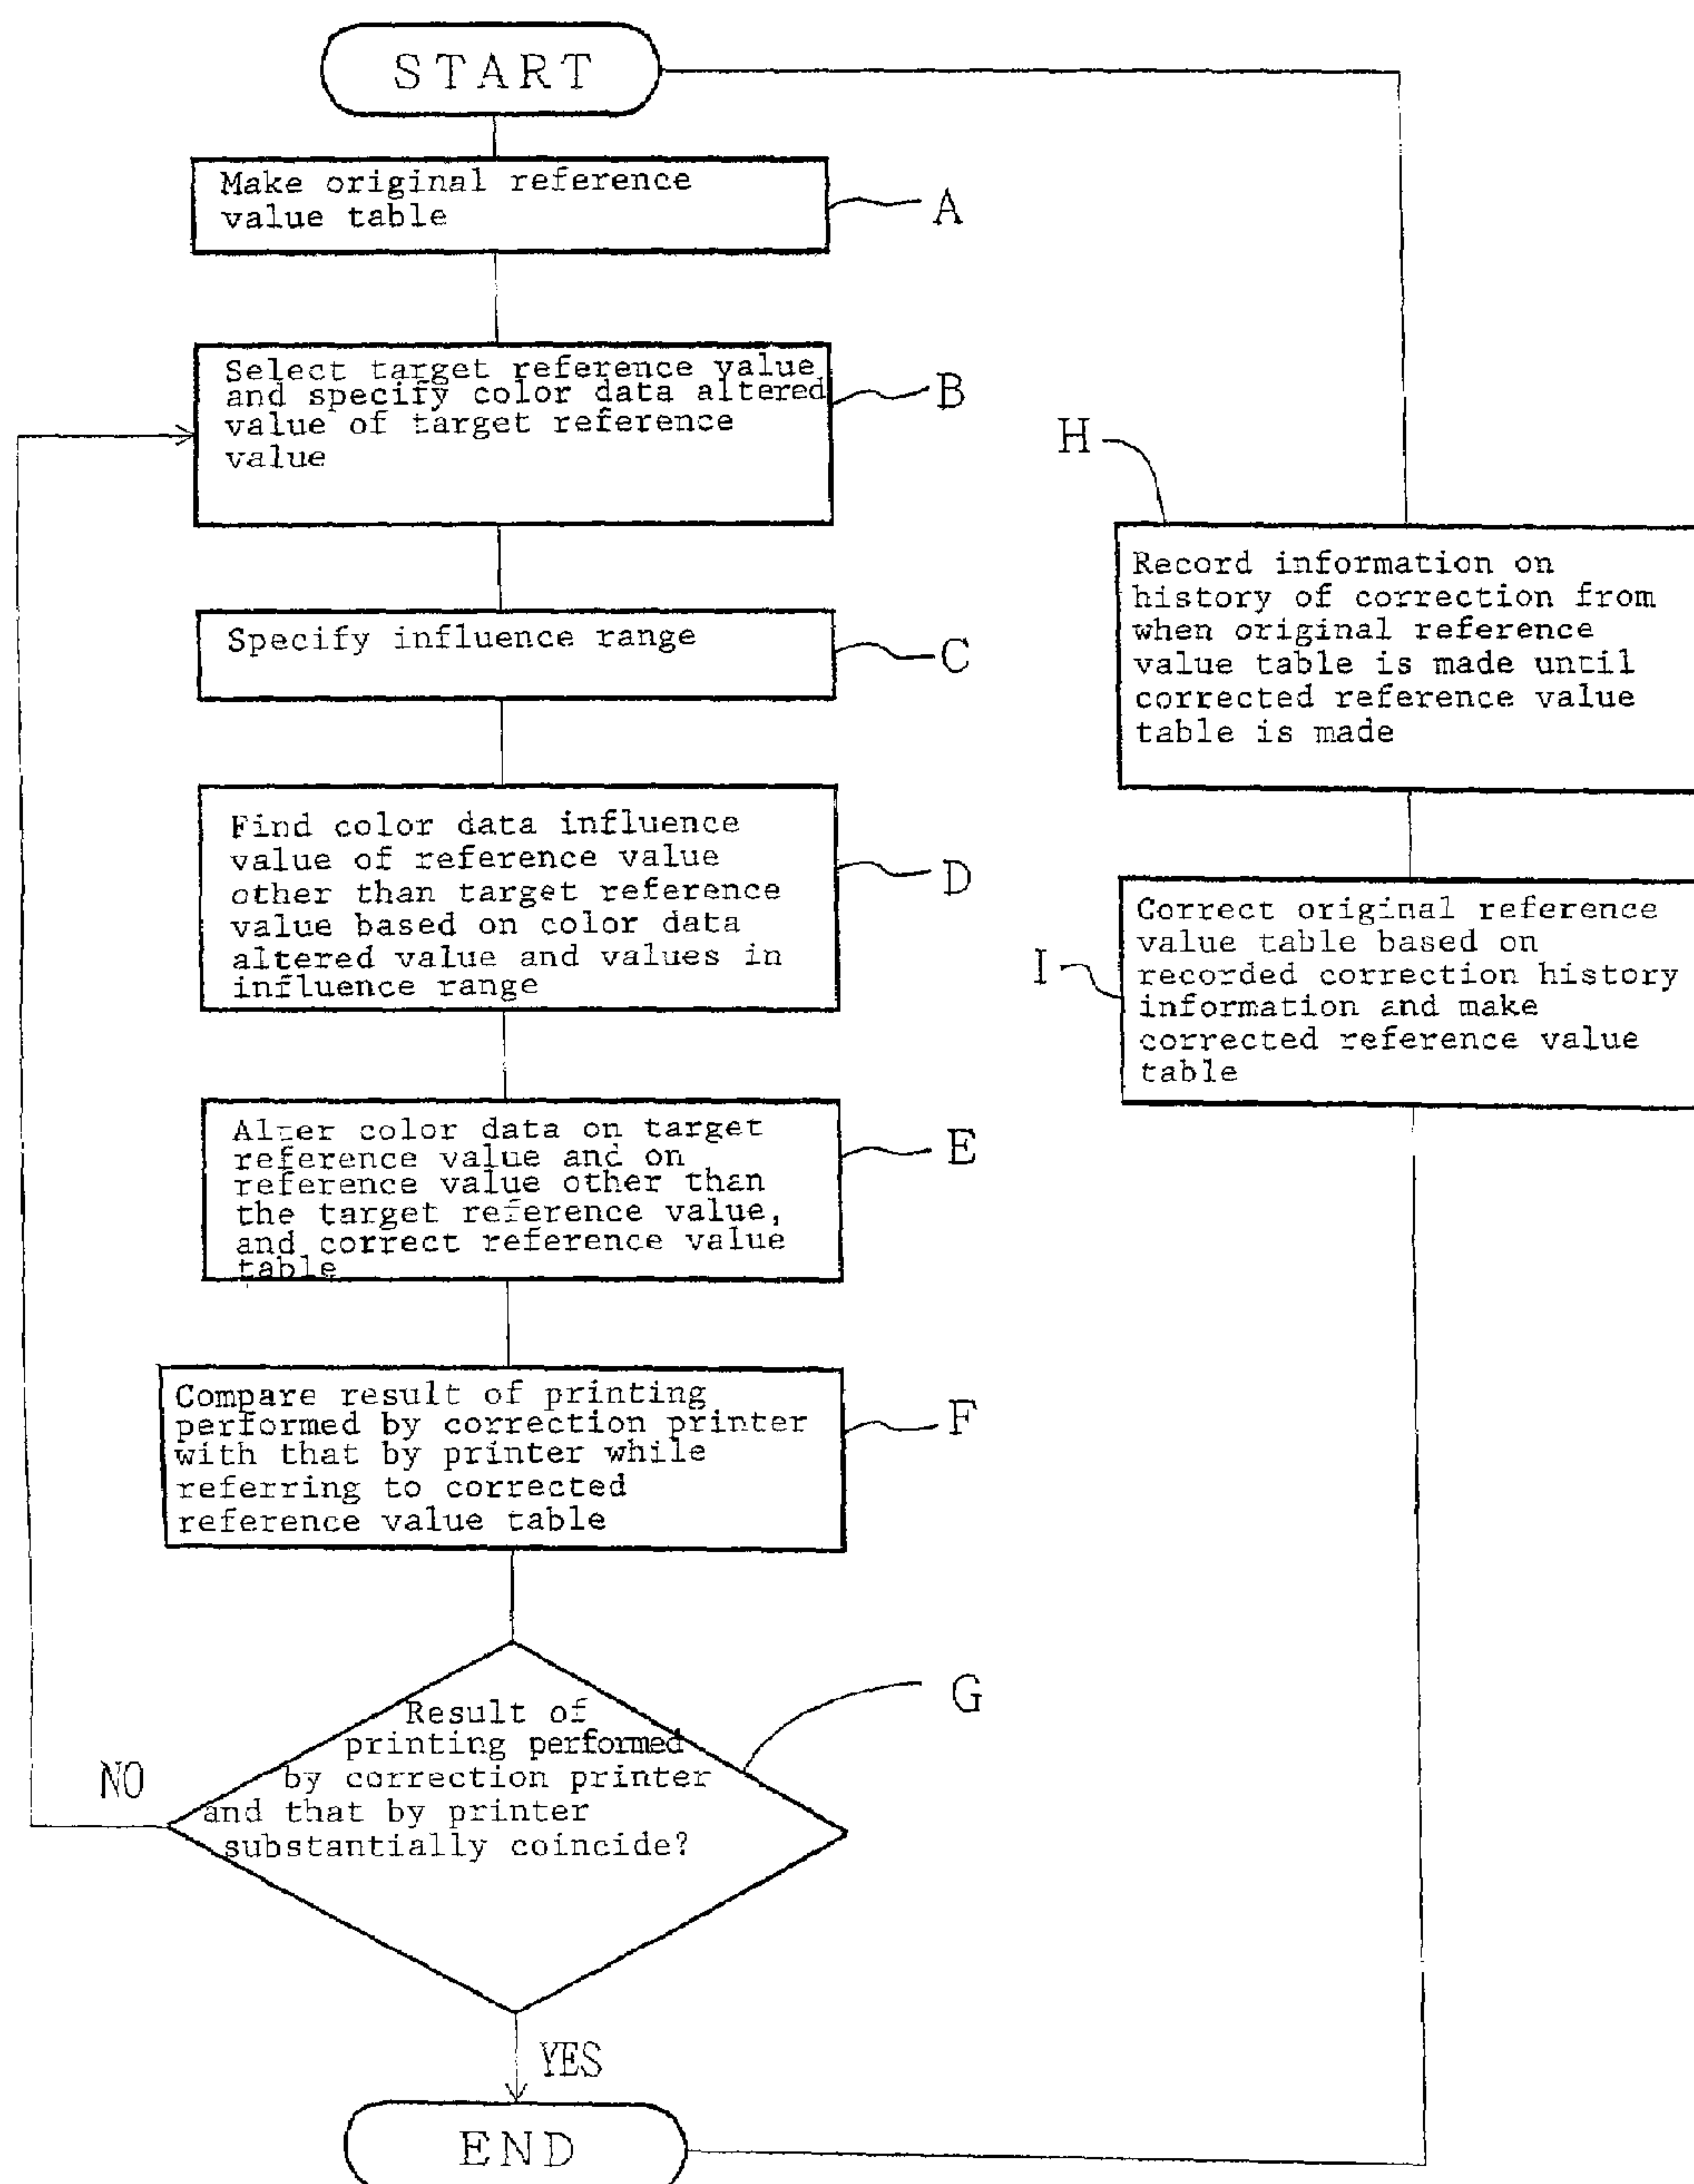 START
Make original reference
value table
A
Select target reference value
and specify color data altered
value of target reference
value
B
Specify influence range
C
Find color data influence
value of reference value
other than target reference
value based on color data
altered value and values in
influence range
D
Alter color data on target
reference value and on
reference value other than
the target reference value,
and correct reference value
table
E
Compare result of printing
performed by correction printer
with that by printer while
referring to corrected
reference value table
F
Result of
printing performed
by correction printer
and that by printer
substantially coincide?
G
NO
YES
END
H
Record information on
history of correction from
when original reference
value table is made until
corrected reference value
table is made
I
Correct original reference
value table based on
recorded correction history
information and make
corrected reference value
table